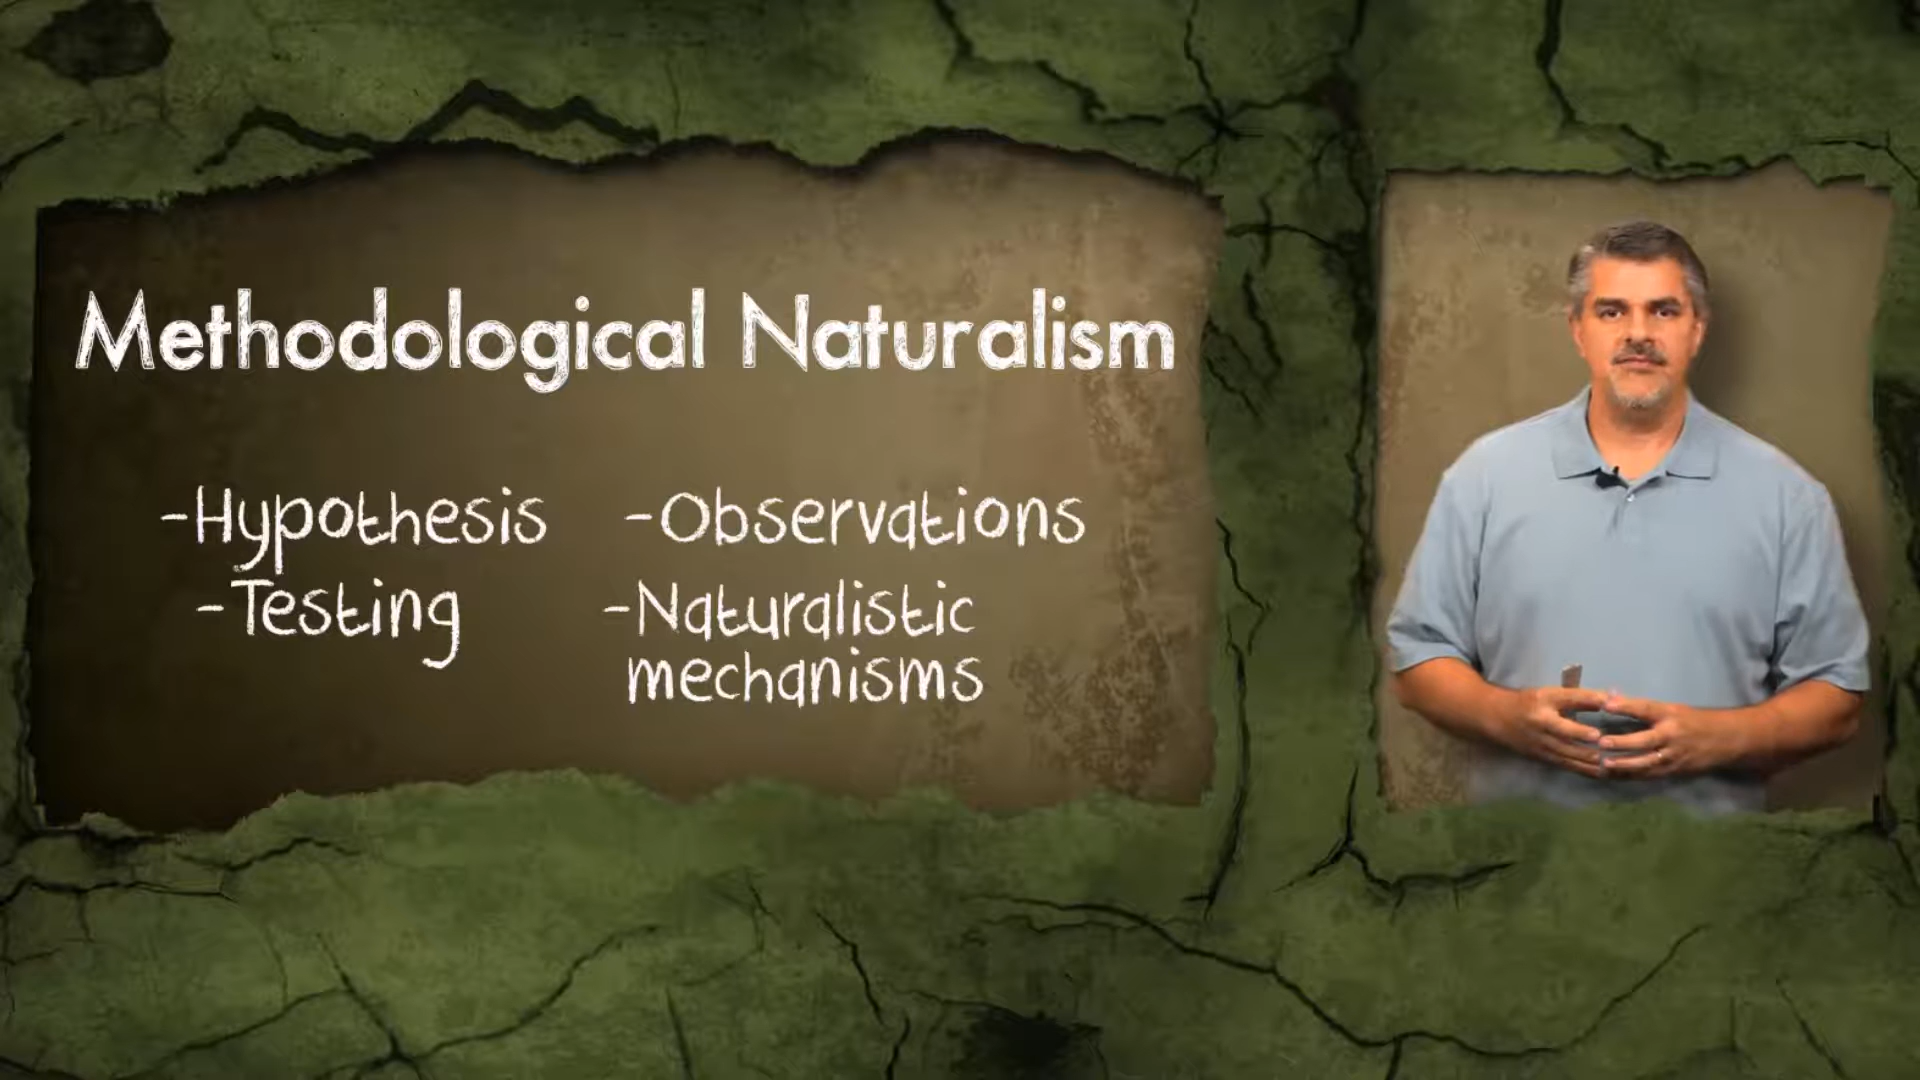 Methodological Naturalism
-Hypothesis
-Testing
-Observations
-Naturalistic
mechanisms